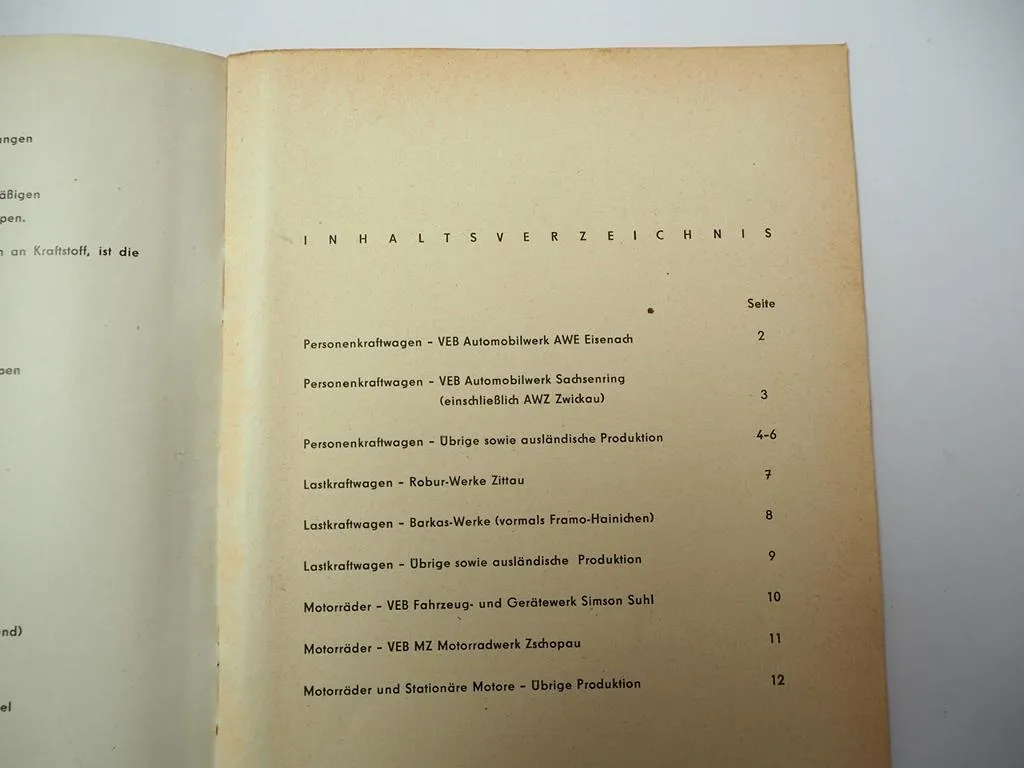 ungen
äßigen
pen.
an Kraftstoff, ist die
nd)
el
INHALTSVERZEICHNIS
Seite
Personenkraftwagen – VEB Automobilwerk AWE Eisenach 2
Personenkraftwagen – VEB Automobilwerk Sachsenring
(einschließlich AWZ Zwickau) 3
Personenkraftwagen – Übrige sowie ausländische Produktion 4–6
Lastkraftwagen – Robur-Werke Zittau 7
Lastkraftwagen – Barkas-Werke (vormals Framo-Hainichen) 8
Lastkraftwagen – Übrige sowie ausländische Produktion 9
Motorräder – VEB Fahrzeug- und Gerätewerk Simson Suhl 10
Motorräder – VEB MZ Motorradwerk Zschopau 11
Motorräder und Stationäre Motore – Übrige Produktion 12